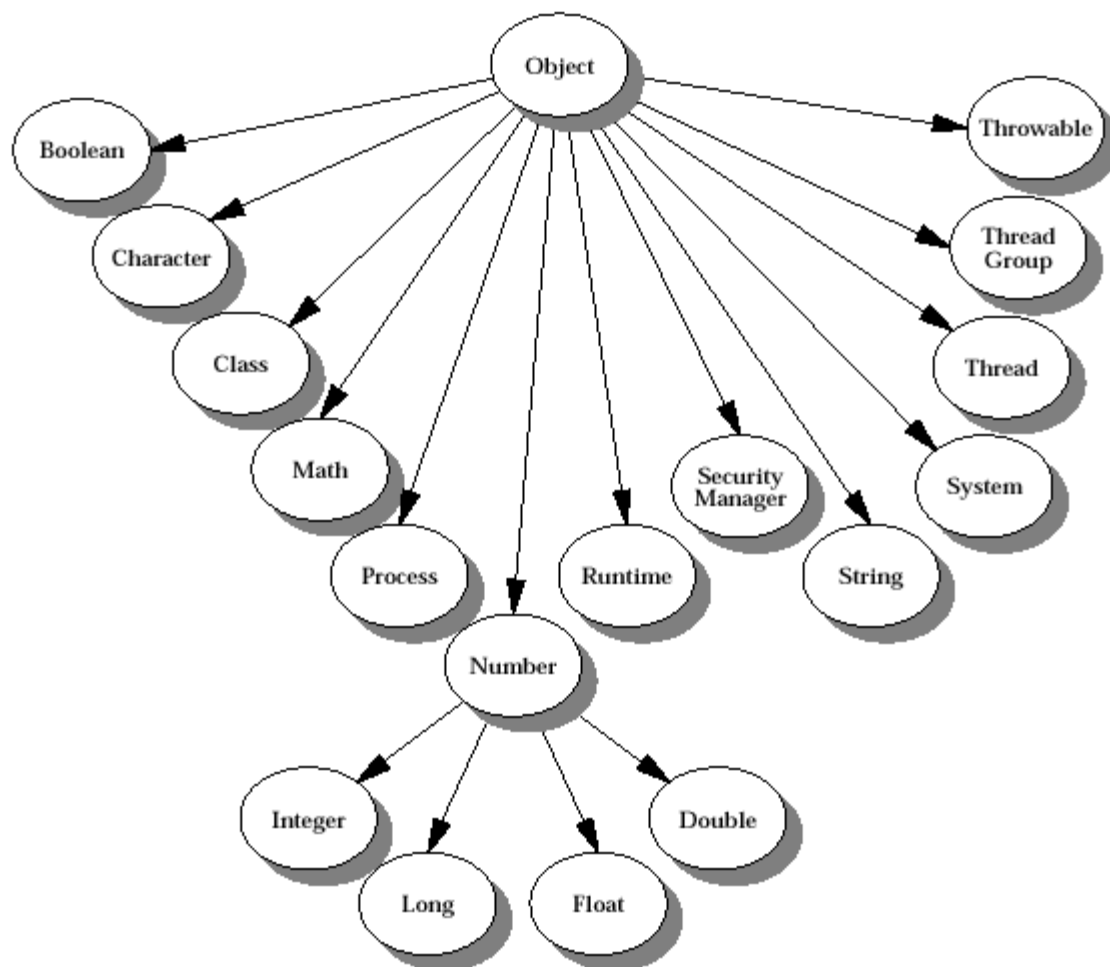 Object
Boolean
Throwable
Character
Thread
Group
Class
Thread
Math
Security
Manager
System
Process
Runtime
String
Number
Integer
Double
Long
Float